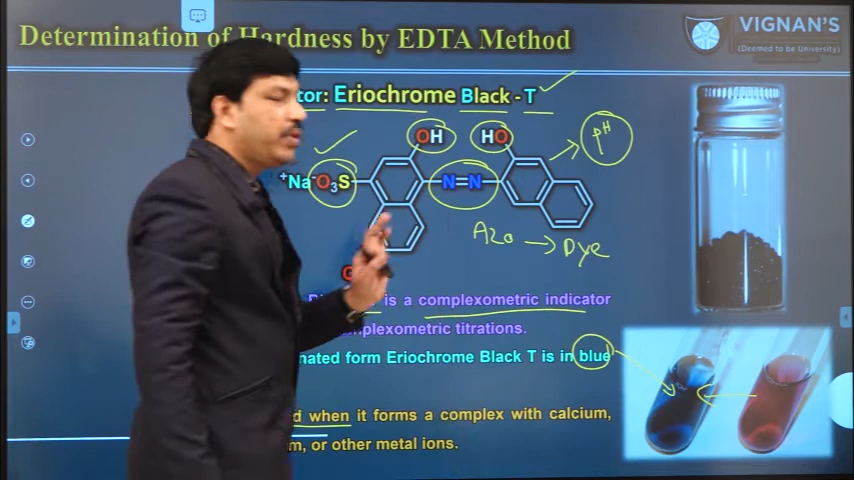 Determination of Hardness by EDTA Method
VIGNAN'S
(Deemed to be University)
tor: Eriochrome Black - T
OH
HO
pH
+Na-O3S
N=N
Azo → Dye
O
is a complexometric indicator
mplexometric titrations.
nated form Eriochrome Black T is in blue
d when it forms a complex with calcium,
m, or other metal ions.